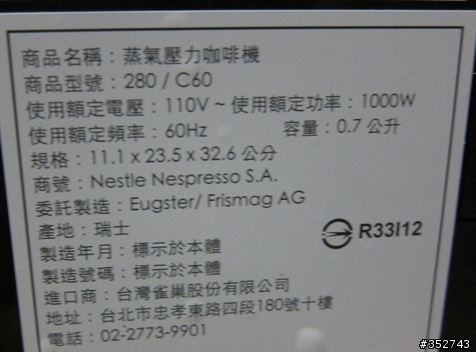 商品名稱：蒸氣壓力咖啡機
商品型號：280 / C60
使用額定電壓：110V ~ 使用額定功率：1000W
使用額定頻率：60Hz 容量：0.7 公升
規格：11.1 x 23.5 x 32.6 公分
商號：Nestle Nespresso S.A.
委託製造：Eugster/ Frismag AG
產地：瑞士
R33I12
製造年月：標示於本體
製造號碼：標示於本體
進口商：台灣雀巢股份有限公司
地址：台北市忠孝東路四段180號十樓
電話：02-2773-9901
#352743